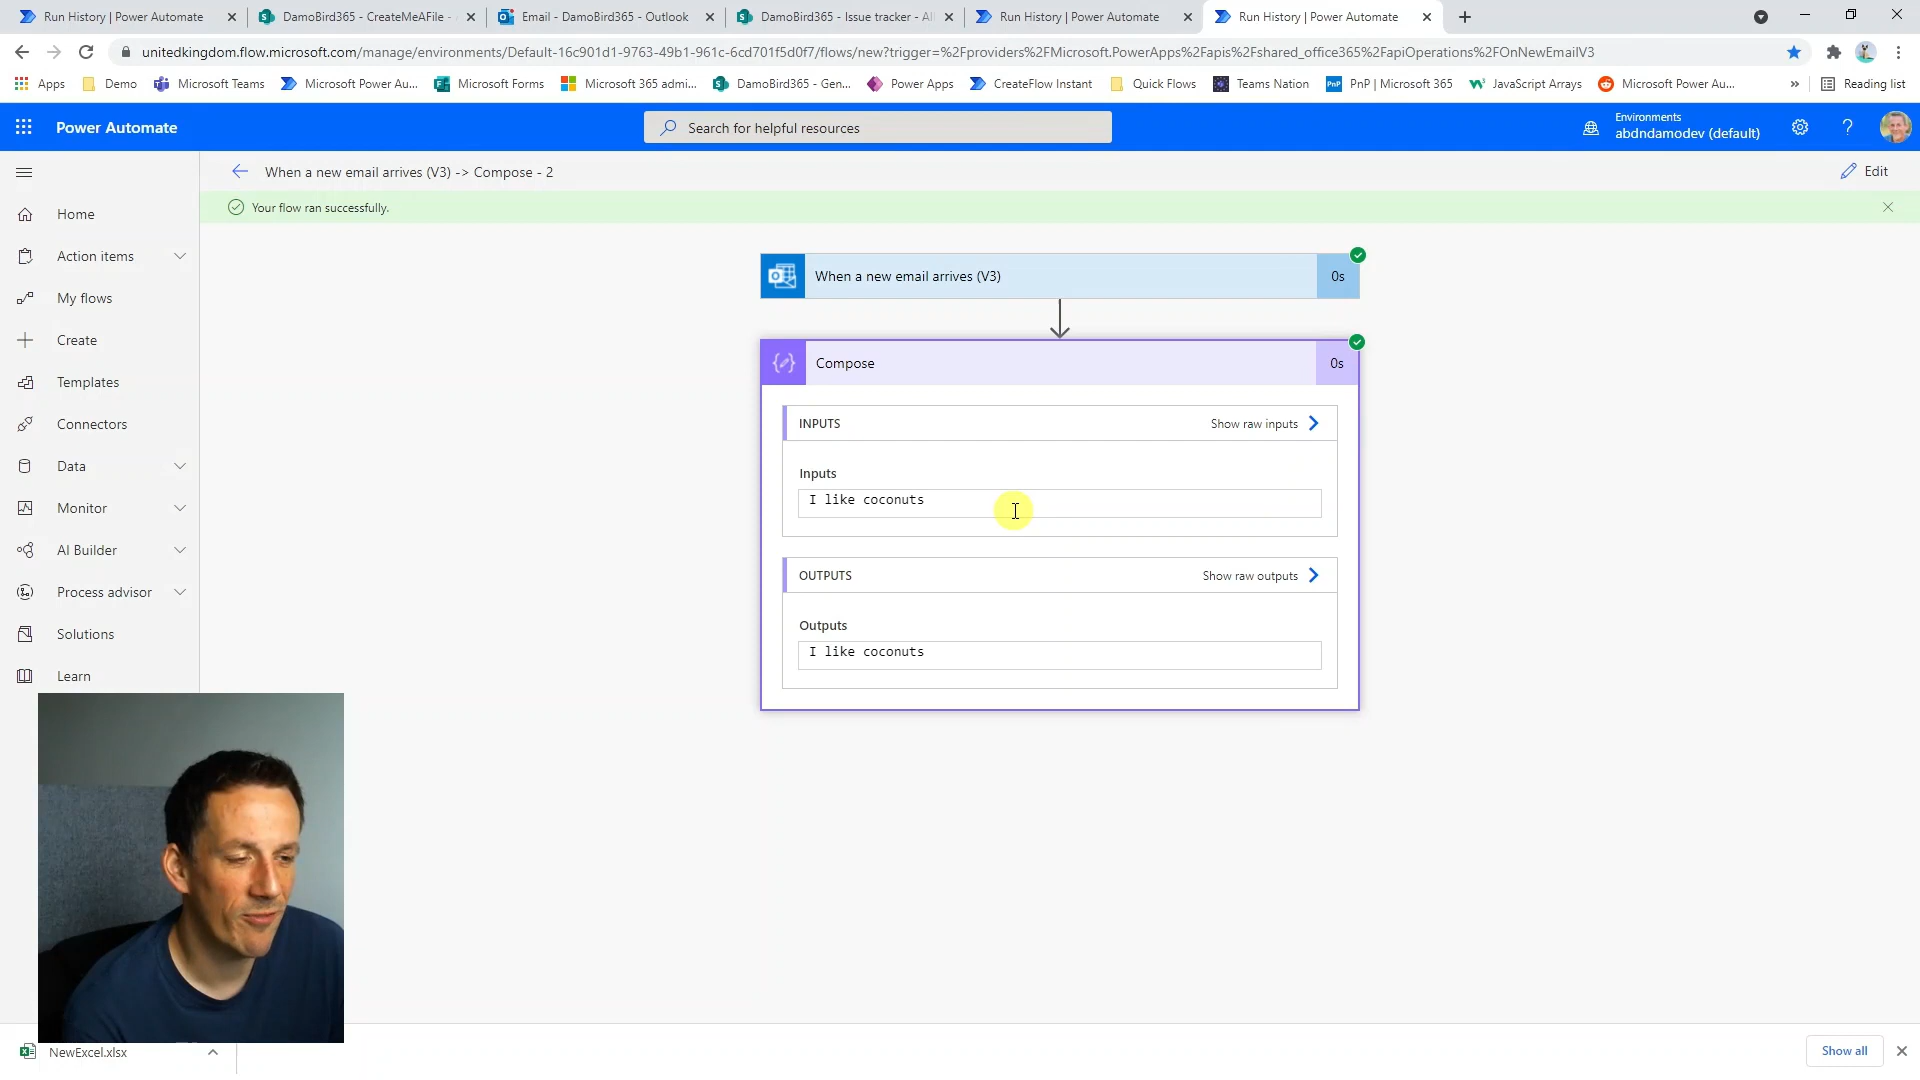 Run History | Power Automate
DamoBird365 - CreateMeAFile -
Email - DamoBird365 - Outlook
DamoBird365 - Issue tracker - All
Run History | Power Automate
Run History | Power Automate
unitedkingdom.flow.microsoft.com/manage/environments/Default-16c901d1-9763-49b1-961c-6cd701f5d0f7/flows/new?trigger=%2Fproviders%2FMicrosoft.PowerApps%2Fapis%2Fshared_office365%2FapiOperations%2FOnNewEmailV3
Apps
Demo
Microsoft Teams
Microsoft Power Au...
Microsoft Forms
Microsoft 365 admi...
DamoBird365 - Gen...
Power Apps
CreateFlow Instant
Quick Flows
Teams Nation
PnP | Microsoft 365
JavaScript Arrays
Microsoft Power Au...
»
Reading list
Power Automate
Search for helpful resources
Environments
abdndamodev (default)
When a new email arrives (V3) -> Compose - 2
Edit
Your flow ran successfully.
Home
Action items
My flows
Create
Templates
Connectors
Data
Monitor
AI Builder
Process advisor
Solutions
Learn
When a new email arrives (V3)
0s
Compose
0s
INPUTS
Show raw inputs
Inputs
I like coconuts
OUTPUTS
Show raw outputs
Outputs
I like coconuts
NewExcel.xlsx
Show all